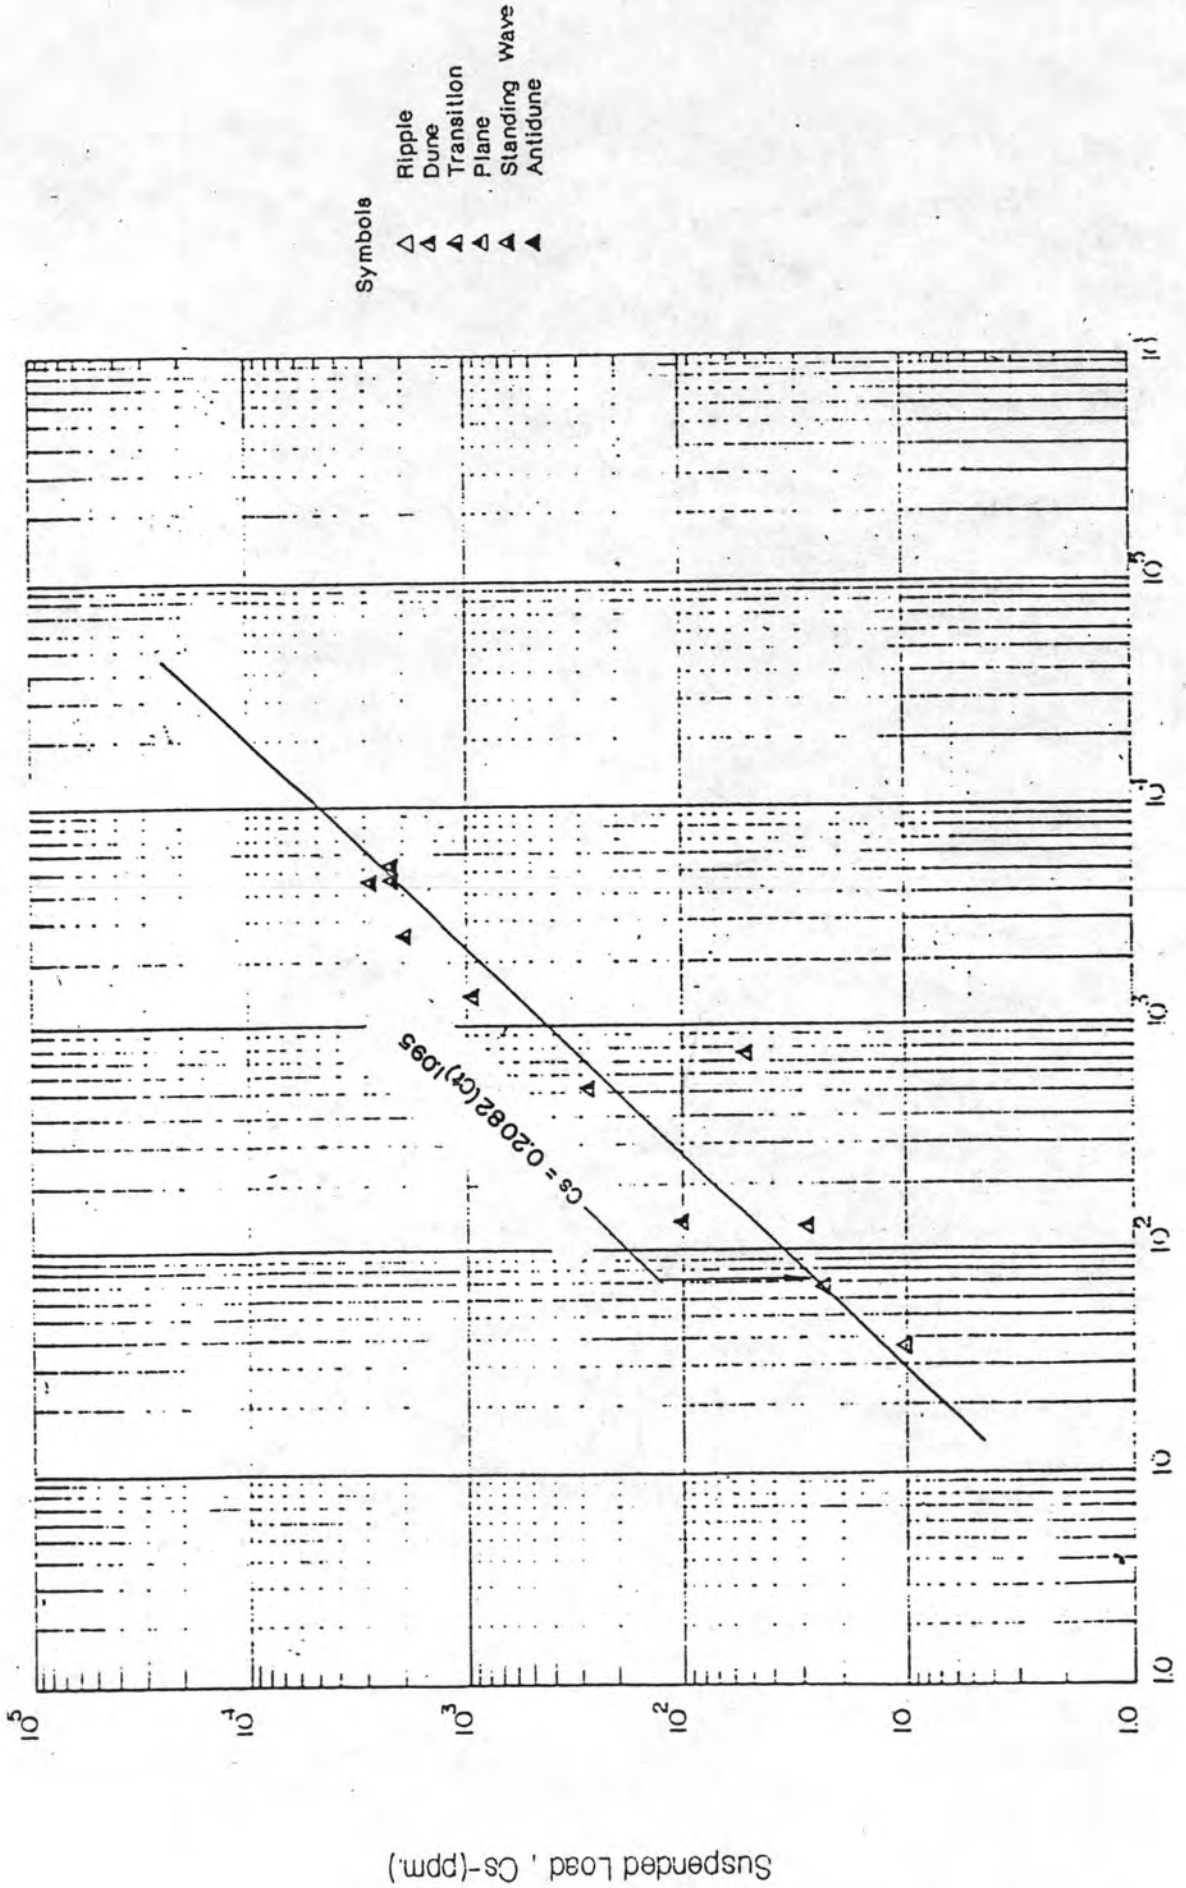 Symbols
Ripple
Dune
Transition
Plane
Standing Wave
Antidune
Cs = 0.2082(Ct)1.095
Suspended Load, Cs-(ppm.)
10^5
10^4
10^3
10^2
10
1.0
1.0
10
10^2
10^3
10^4
10^5